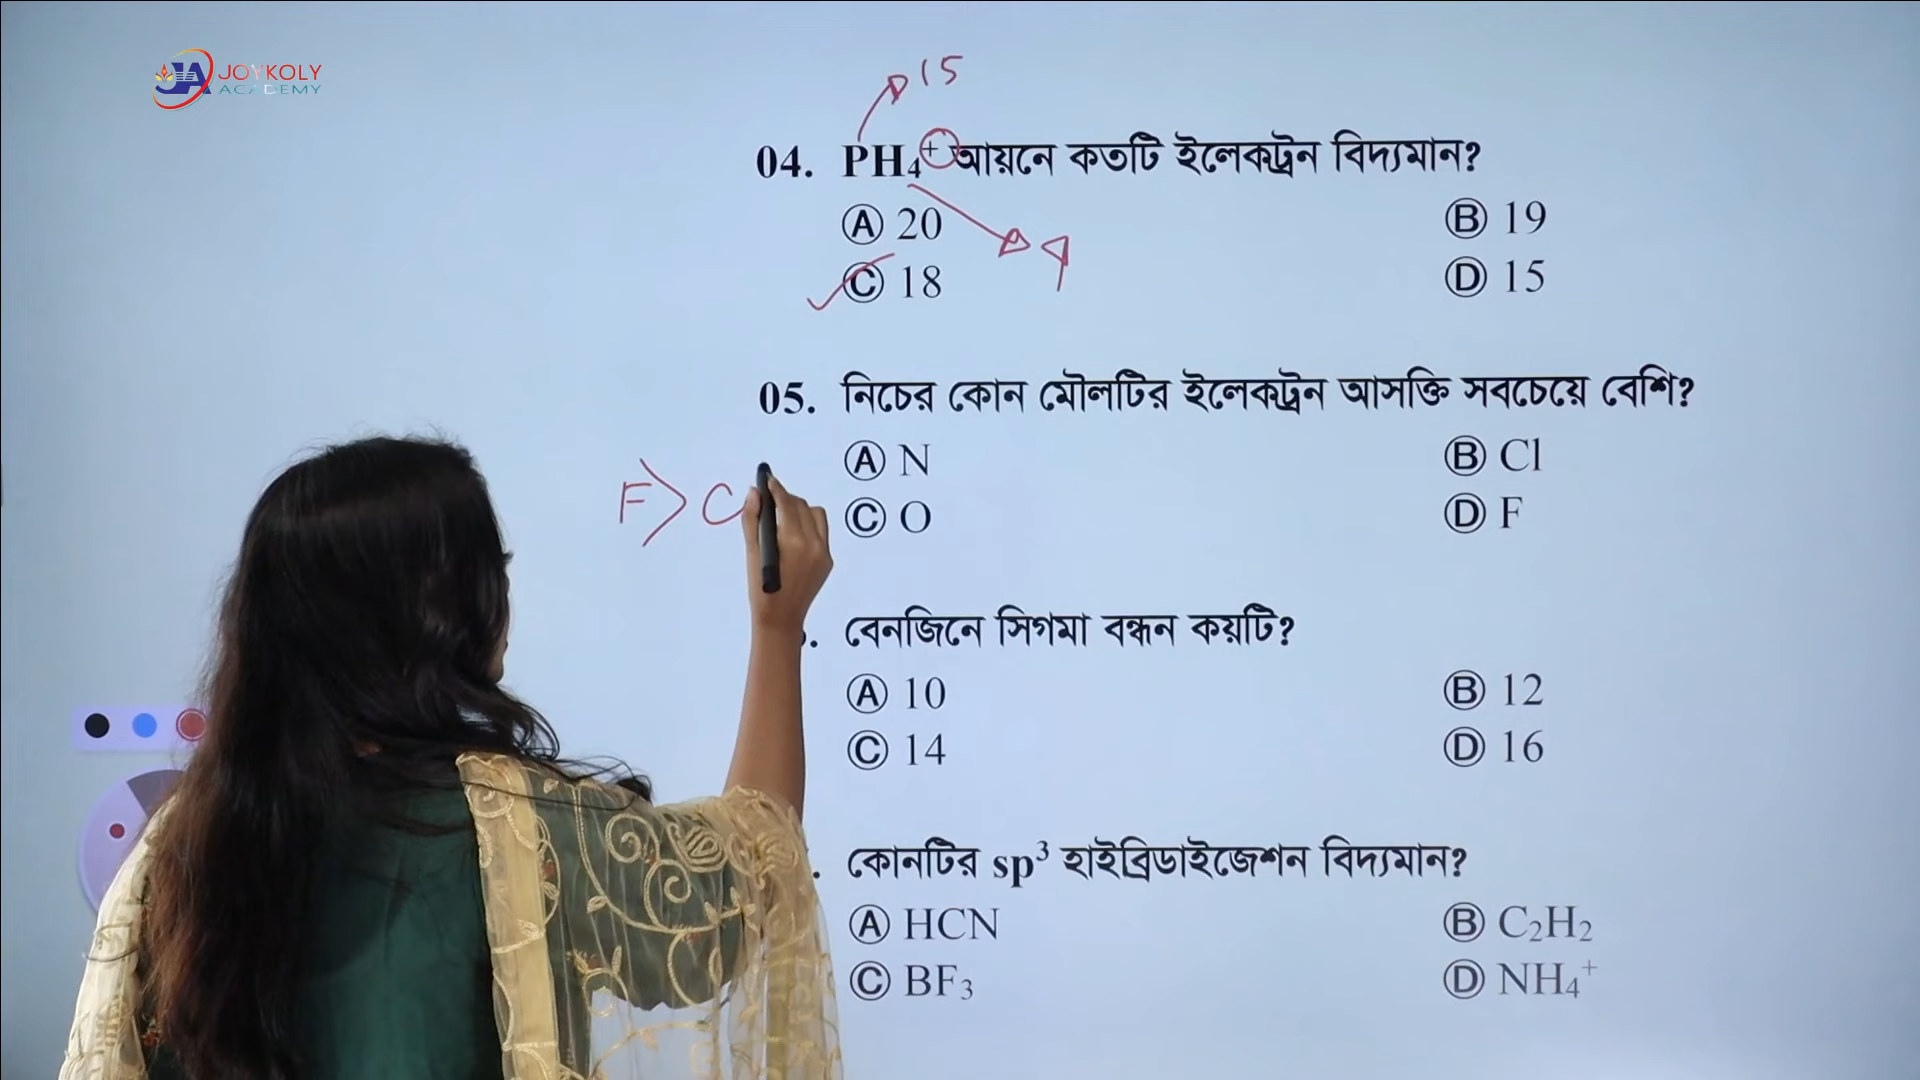 JOYKOLY
ACADEMY
15
04. PH₄⁺ আয়নে কতটি ইলেকট্রন বিদ্যমান?
Ⓐ 20 Ⓑ 19
4
Ⓒ 18 Ⓓ 15
05. নিচের কোন মৌলটির ইলেকট্রন আসক্তি সবচেয়ে বেশি?
Ⓐ N Ⓑ Cl
F > C
Ⓒ O Ⓓ F
. বেনজিনে সিগমা বন্ধন কয়টি?
Ⓐ 10 Ⓑ 12
Ⓒ 14 Ⓓ 16
. কোনটির sp³ হাইব্রিডাইজেশন বিদ্যমান?
Ⓐ HCN Ⓑ C₂H₂
Ⓒ BF₃ Ⓓ NH₄⁺